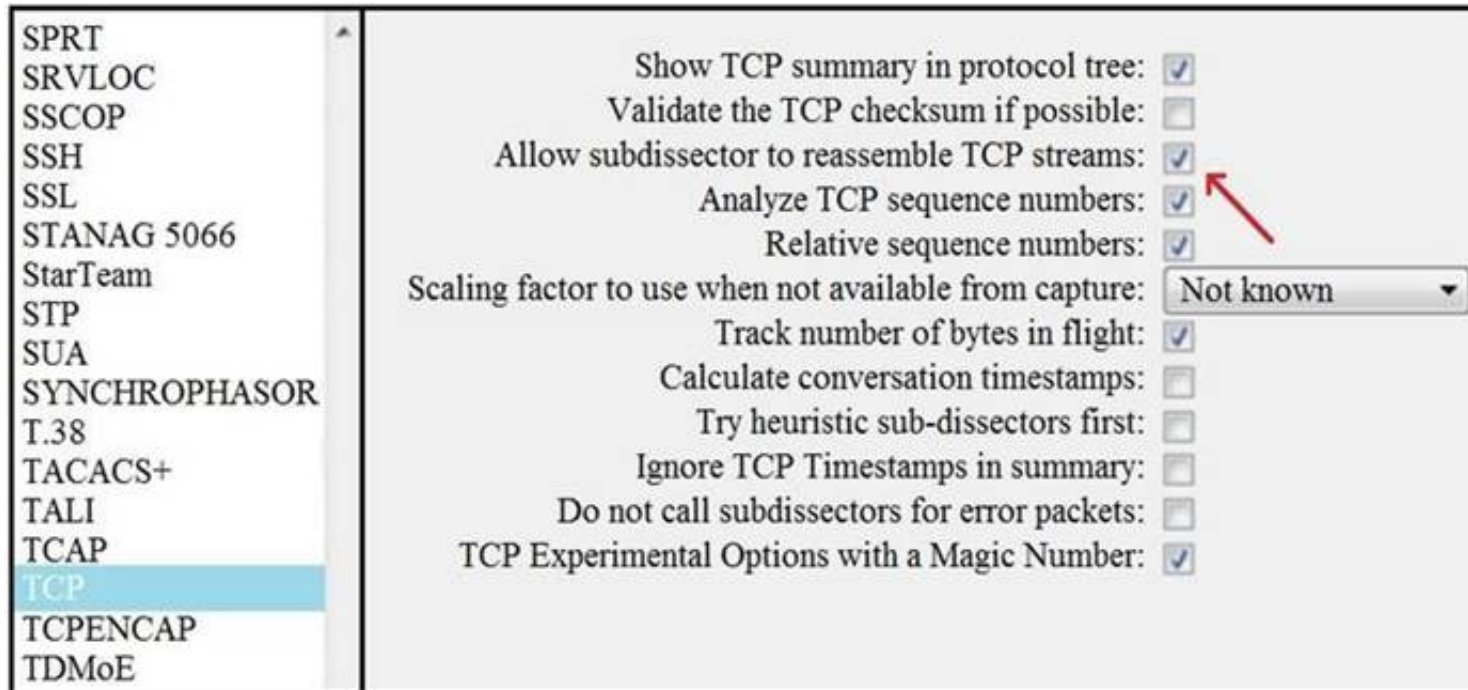 SPRT
SRVLOC
SSCOP
SSH
SSL
STANAG 5066
StarTeam
STP
SUA
SYNCHROPHASOR
T.38
TACACS+
TALI
TCAP
TCP
TCPENCAP
TDMoE
Show TCP summary in protocol tree:
Validate the TCP checksum if possible:
Allow subdissector to reassemble TCP streams:
Analyze TCP sequence numbers:
Relative sequence numbers:
Scaling factor to use when not available from capture: Not known
Track number of bytes in flight:
Calculate conversation timestamps:
Try heuristic sub-dissectors first:
Ignore TCP Timestamps in summary:
Do not call subdissectors for error packets:
TCP Experimental Options with a Magic Number: